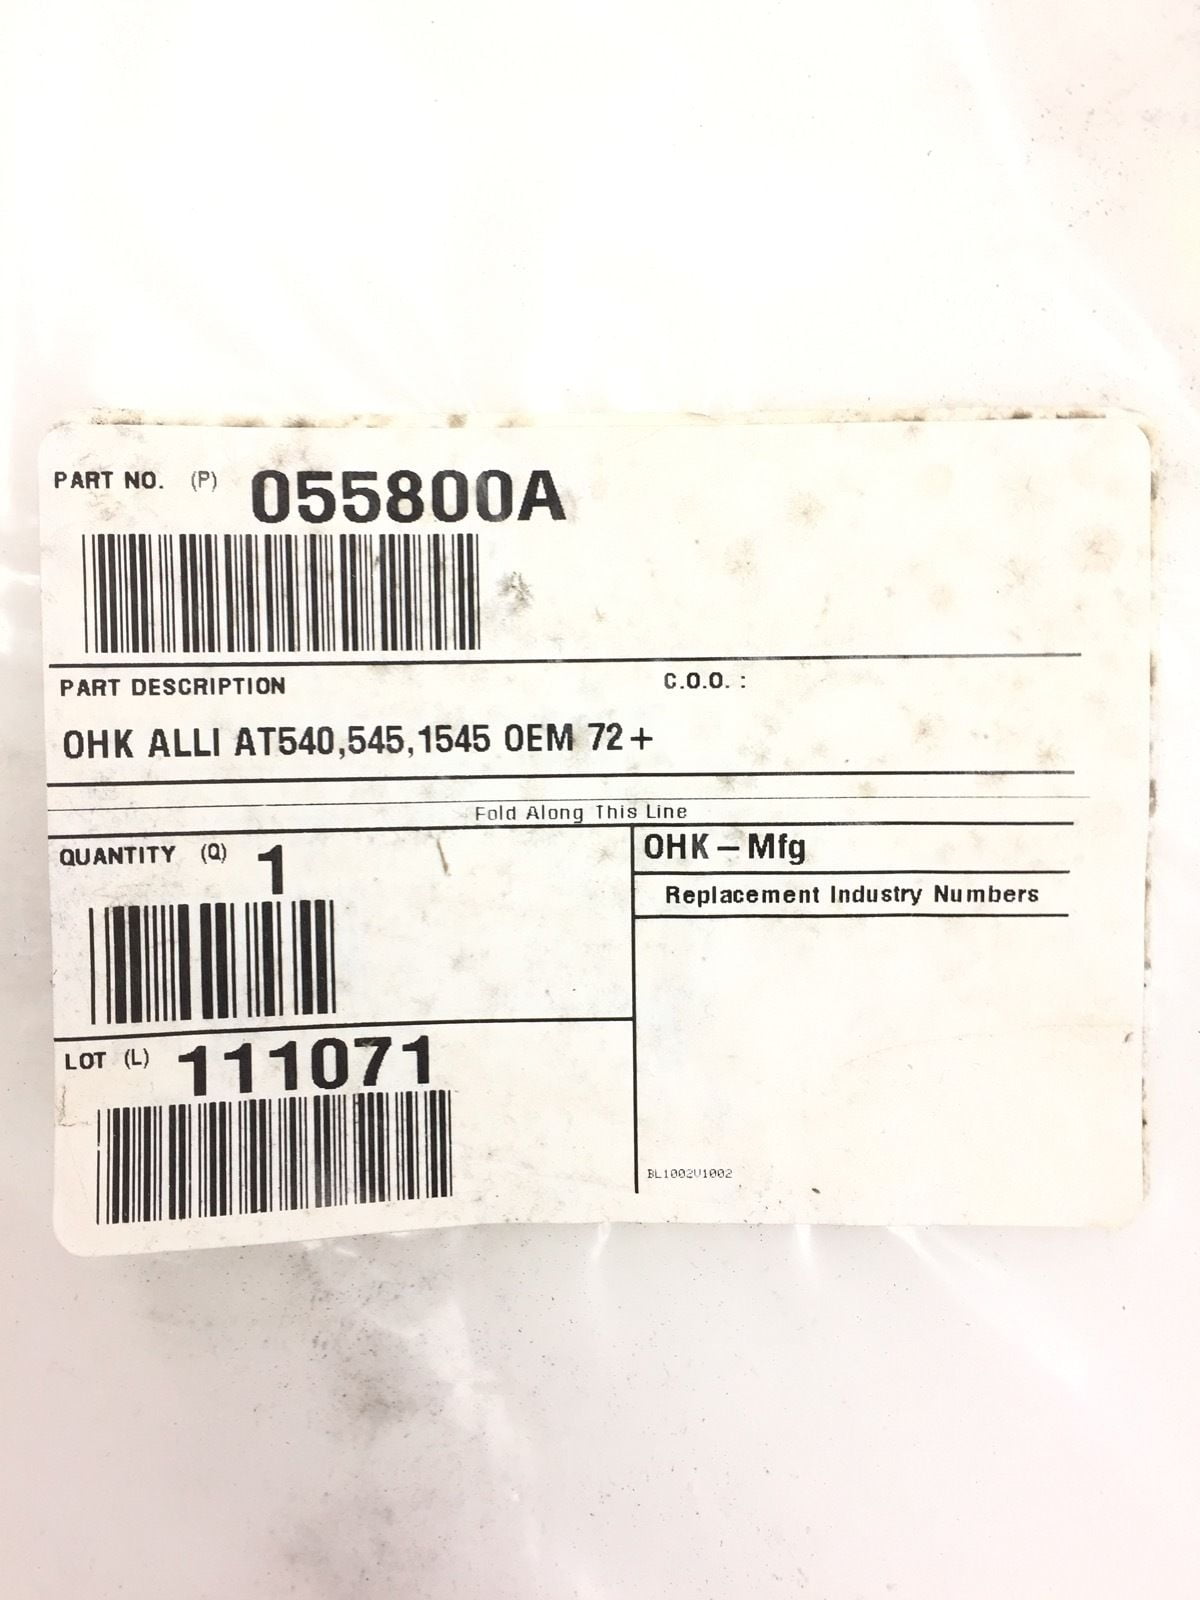 PART NO. (P) 055800A
PART DESCRIPTION C.O.O. :
OHK ALLI AT540,545,1545 OEM 72+
Fold Along This Line
QUANTITY (Q) 1
OHK – Mfg
Replacement Industry Numbers
LOT (L) 111071
BL1002V1002